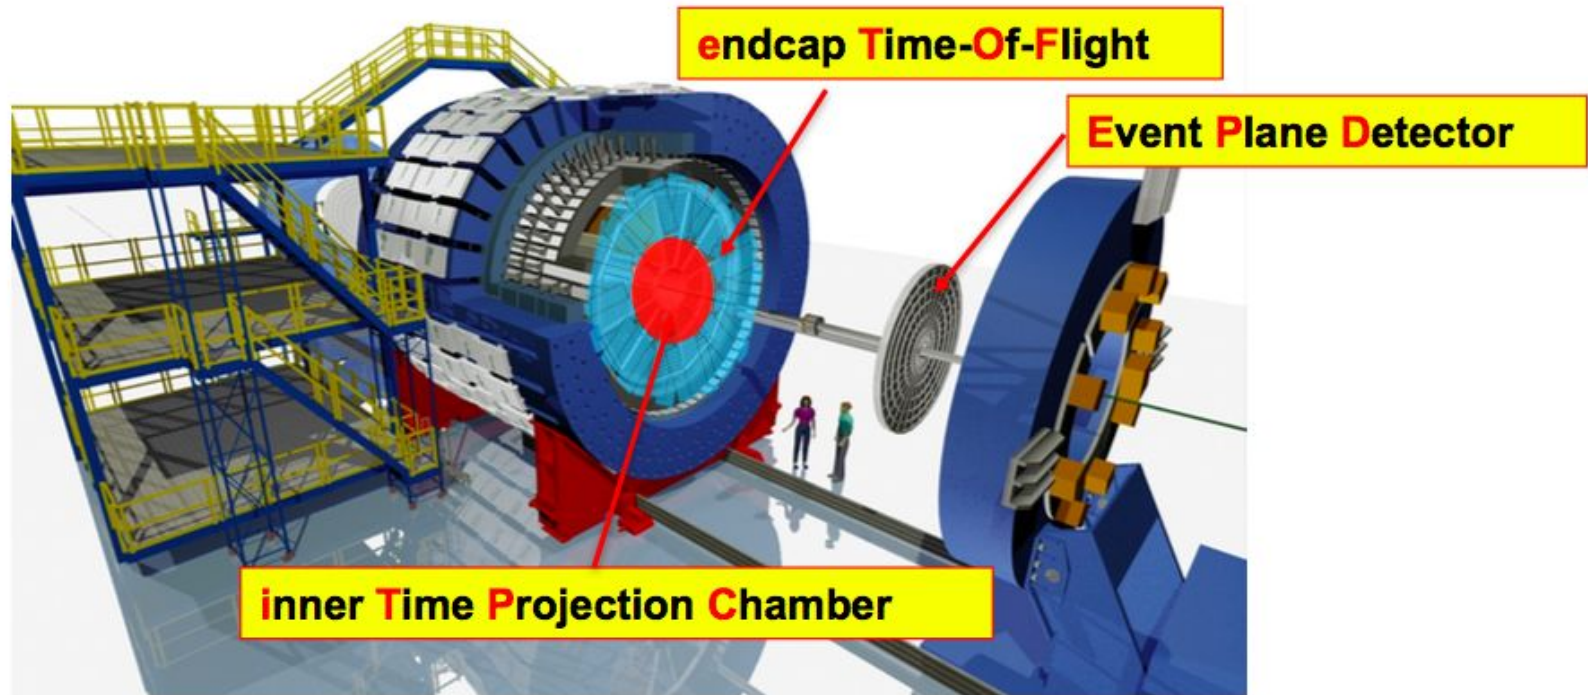 endcap Time-Of-Flight
Event Plane Detector
inner Time Projection Chamber